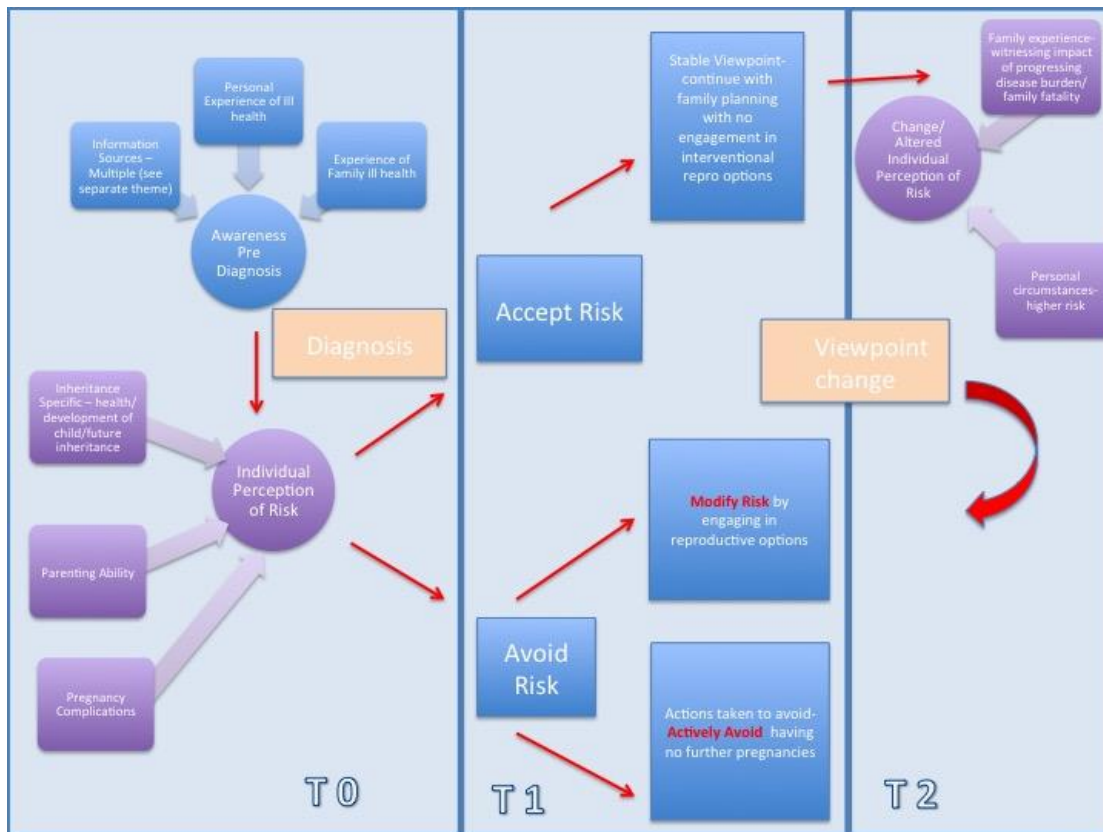 Personal
Experience of Ill
health
Information
Sources –
Multiple (see
separate theme)
Experience of
Family ill health
Awareness
Pre
Diagnosis
Diagnosis
Inheritance
Specific – health/
development of
child/future
inheritance
Individual
Perception
of Risk
Parenting Ability
Pregnancy
Complications
T 0
Stable Viewpoint-
continue with
family planning
with no
engagement in
interventional
repro options
Accept Risk
Modify Risk by
engaging in
reproductive options
Avoid
Risk
Actions taken to avoid-
Actively Avoid having
no further pregnancies
T 1
Family experience-
witnessing impact
of progressing
disease burden/
family fatality
Change/
Altered
Individual
Perception of
Risk
Personal
circumstances-
higher risk
Viewpoint
change
T 2